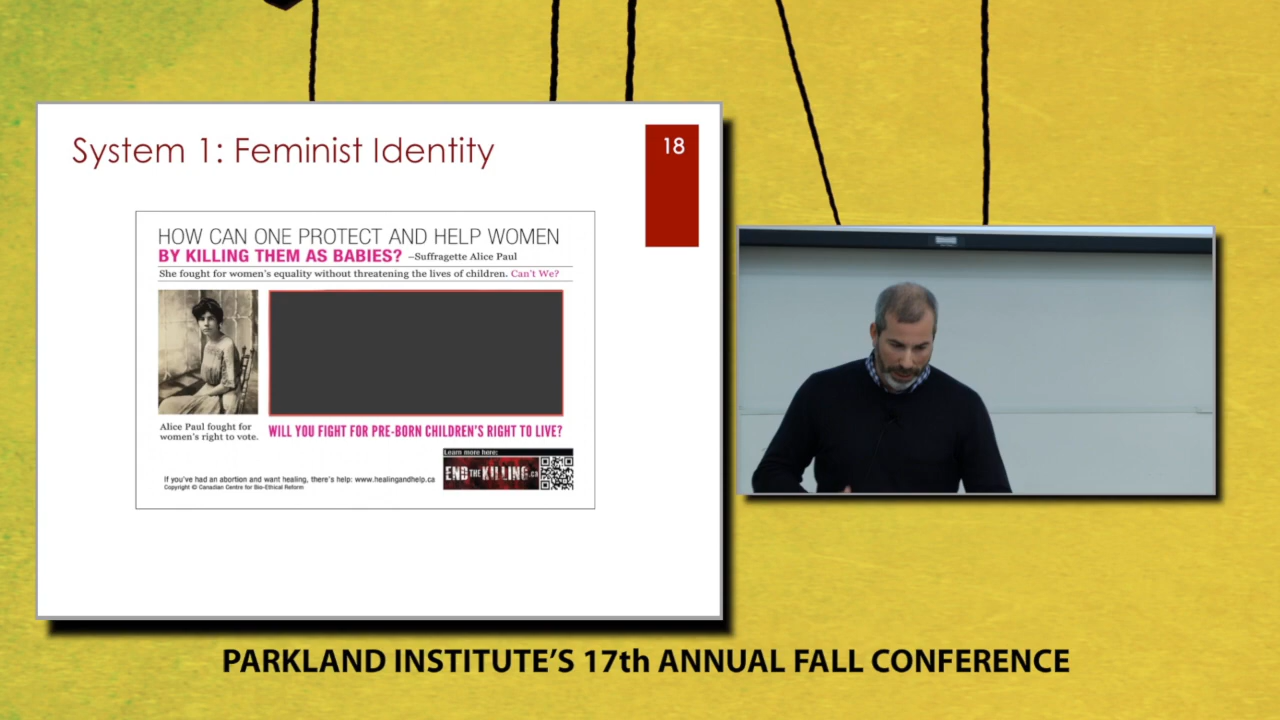 System 1: Feminist Identity
18
HOW CAN ONE PROTECT AND HELP WOMEN
BY KILLING THEM AS BABIES? –Suffragette Alice Paul
She fought for women's equality without threatening the lives of children. Can't We?
Alice Paul fought for
women's right to vote.
WILL YOU FIGHT FOR PRE-BORN CHILDREN'S RIGHT TO LIVE?
Learn more here:
END THE KILLING.CA
If you've had an abortion and want healing, there's help: www.healingandhelp.ca
Copyright © Canadian Centre for Bio-Ethical Reform
PARKLAND INSTITUTE'S 17th ANNUAL FALL CONFERENCE